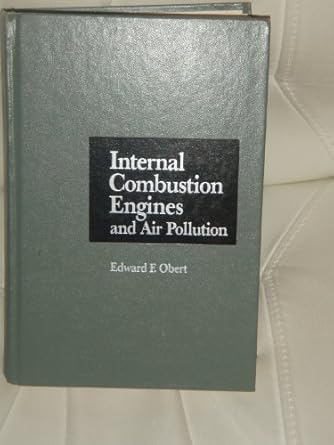 Internal
Combustion
Engines
and Air Pollution
Edward F. Obert